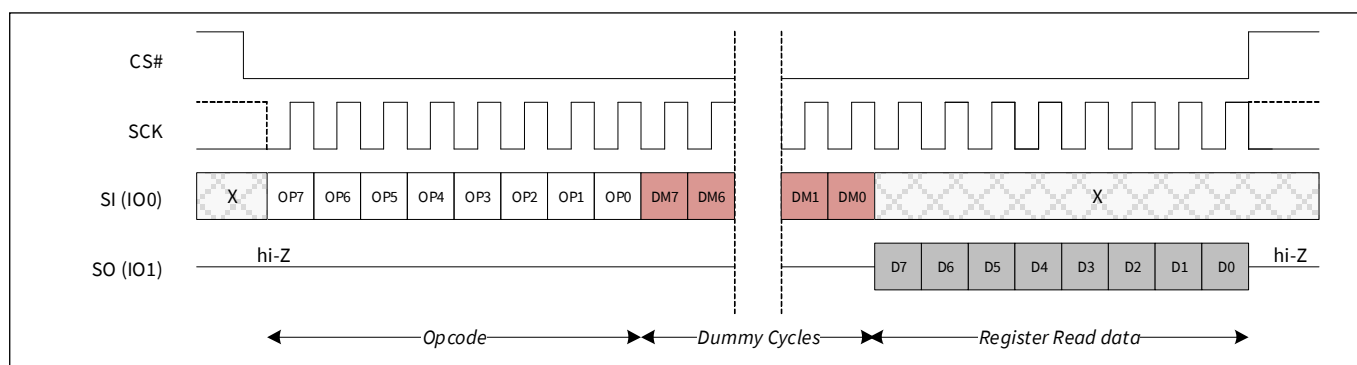 CS#
SCK
SI (IO0) X OP7 OP6 OP5 OP4 OP3 OP2 OP1 OP0 DM7 DM6 DM1 DM0 X
SO (IO1) hi-Z D7 D6 D5 D4 D3 D2 D1 D0 hi-Z
Opcode Dummy Cycles Register Read data